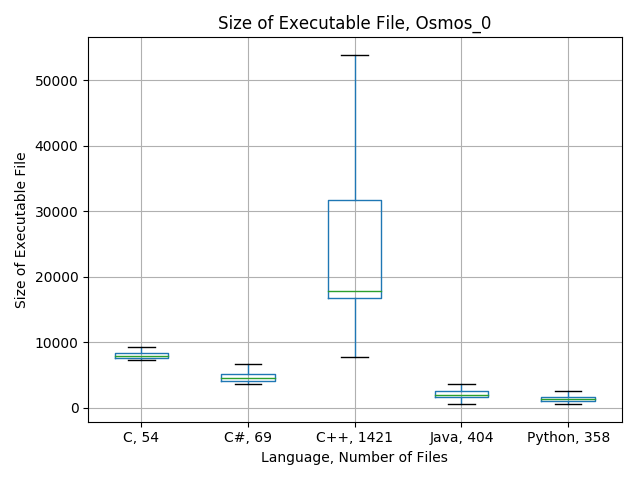 Size of Executable File, Osmos_0
Size of Executable File
50000
40000
30000
20000
10000
0
C, 54
C#, 69
C++, 1421
Java, 404
Python, 358
Language, Number of Files